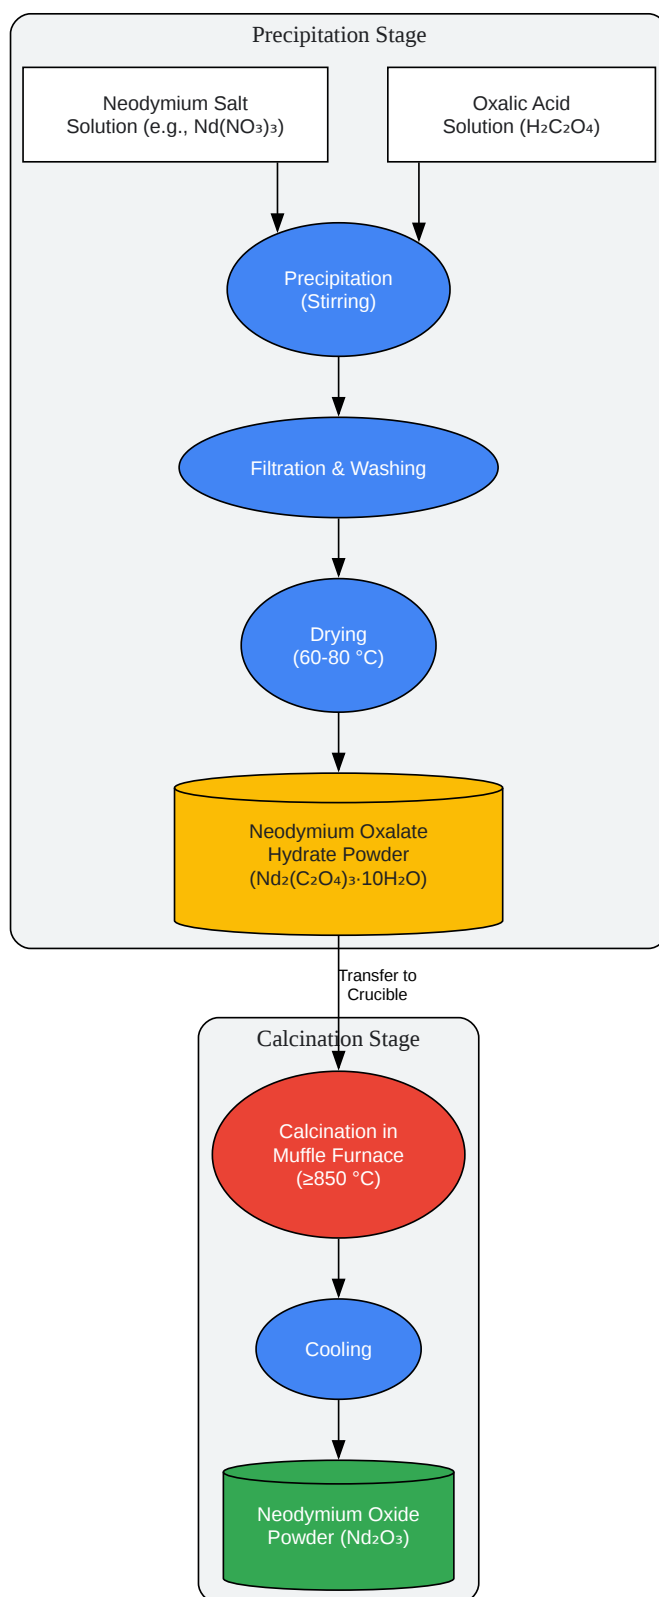 Precipitation Stage
Neodymium Salt
Solution (e.g., Nd(NO₃)₃)
Oxalic Acid
Solution (H₂C₂O₄)
Precipitation
(Stirring)
Filtration & Washing
Drying
(60-80 °C)
Neodymium Oxalate
Hydrate Powder
(Nd₂(C₂O₄)₃·10H₂O)
Transfer to
Crucible
Calcination Stage
Calcination in
Muffle Furnace
(≥850 °C)
Cooling
Neodymium Oxide
Powder (Nd₂O₃)